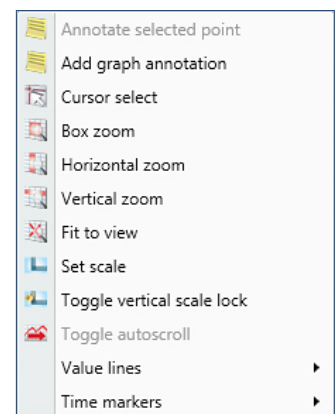 Annotate selected point
Add graph annotation
Cursor select
Box zoom
Horizontal zoom
Vertical zoom
Fit to view
Set scale
Toggle vertical scale lock
Toggle autoscroll
Value lines
Time markers